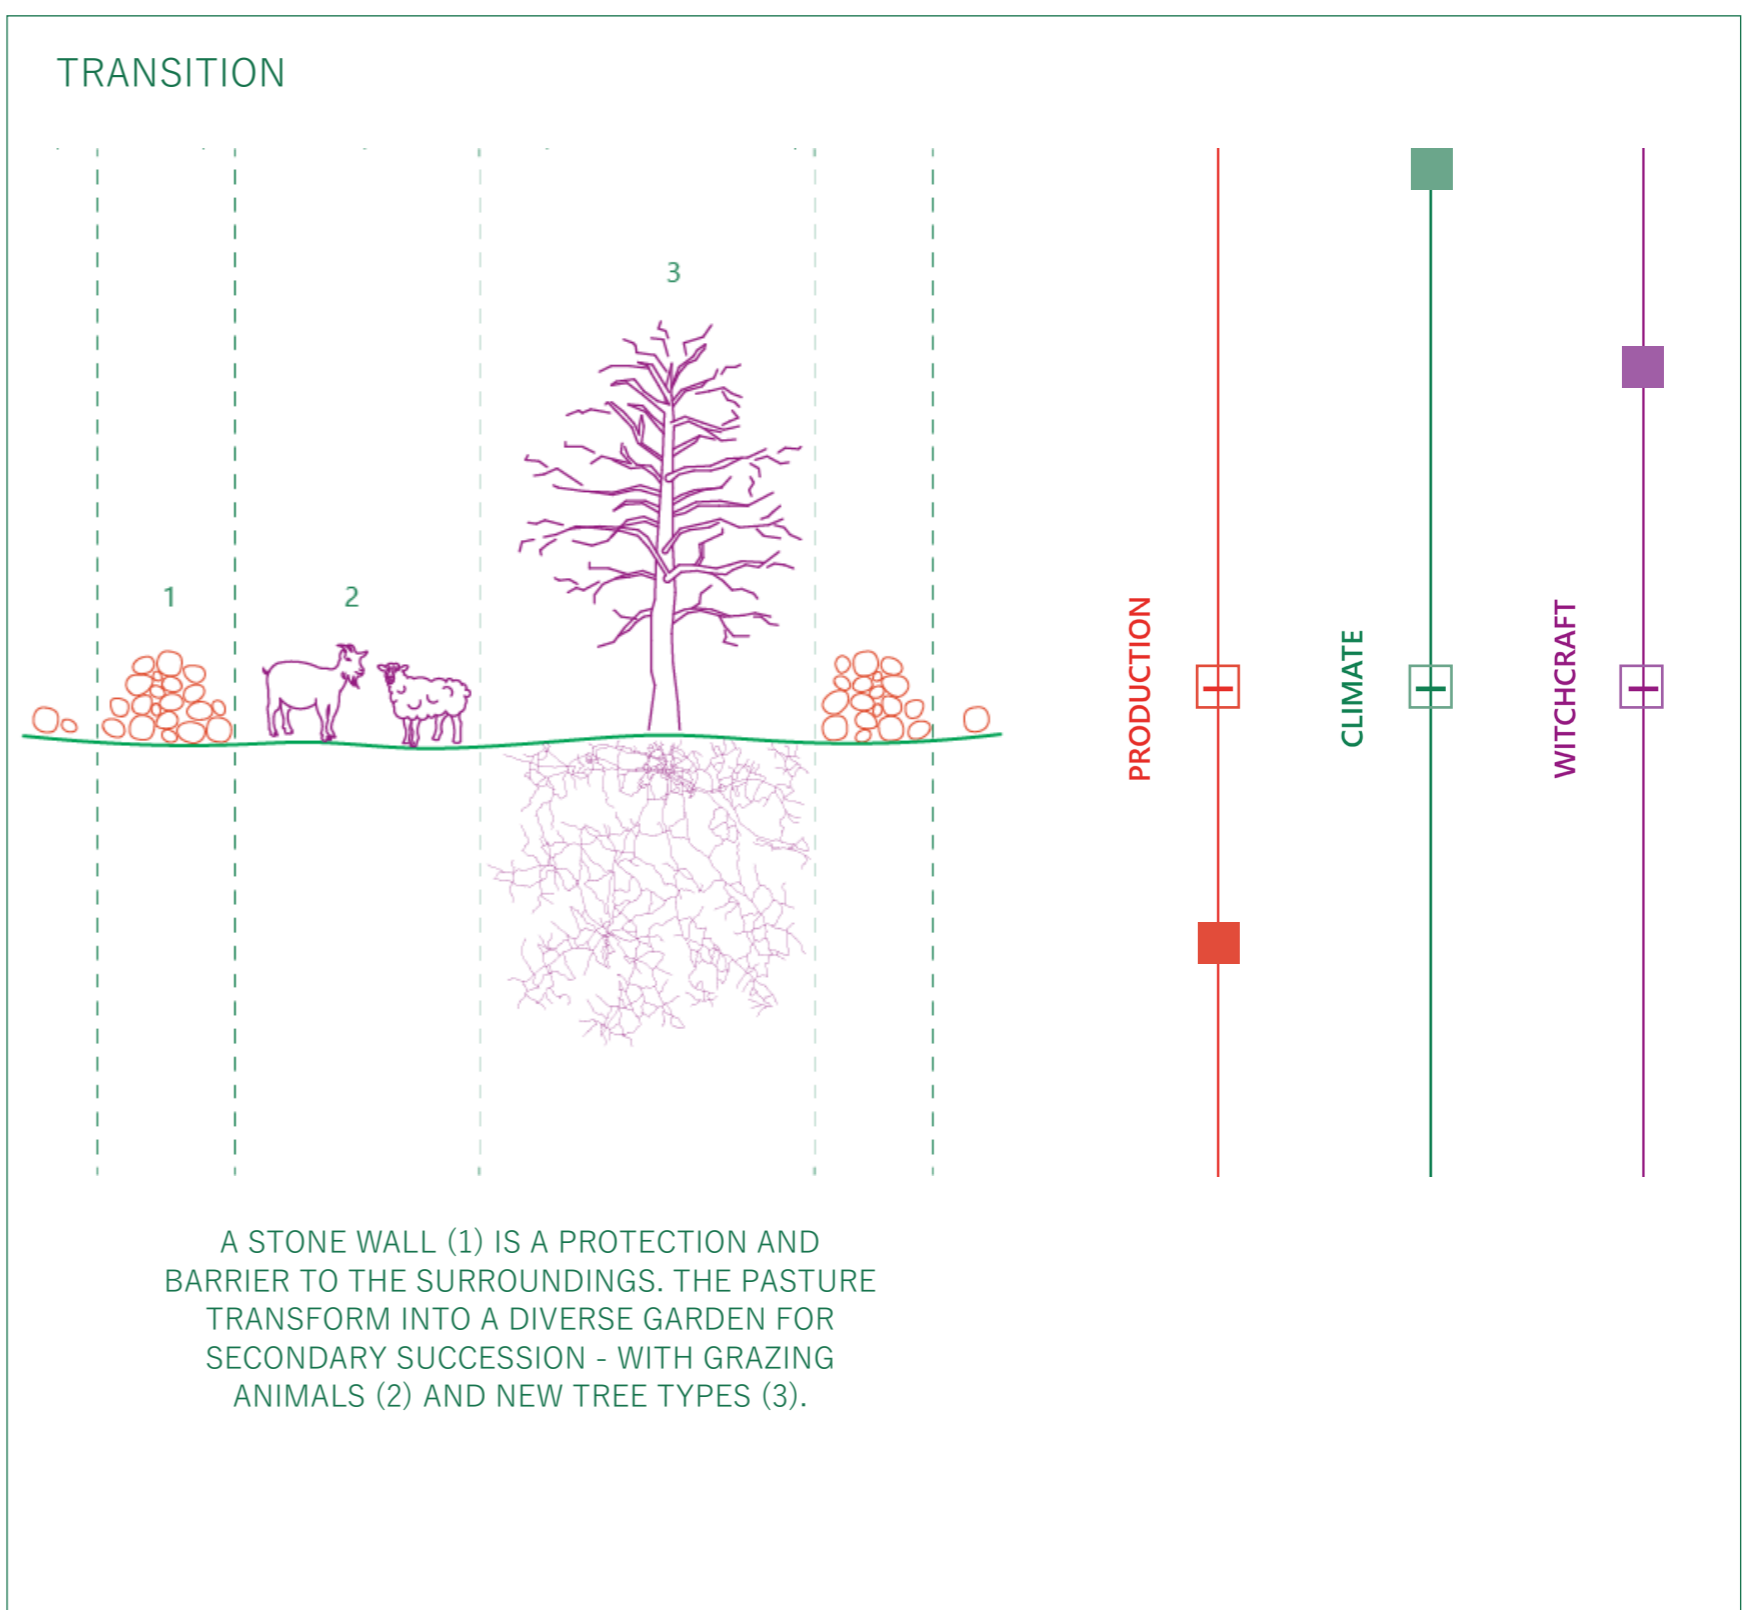 TRANSITION
3
1
2
PRODUCTION
CLIMATE
WITCHCRAFT
A STONE WALL (1) IS A PROTECTION AND
BARRIER TO THE SURROUNDINGS. THE PASTURE
TRANSFORM INTO A DIVERSE GARDEN FOR
SECONDARY SUCCESSION - WITH GRAZING
ANIMALS (2) AND NEW TREE TYPES (3).